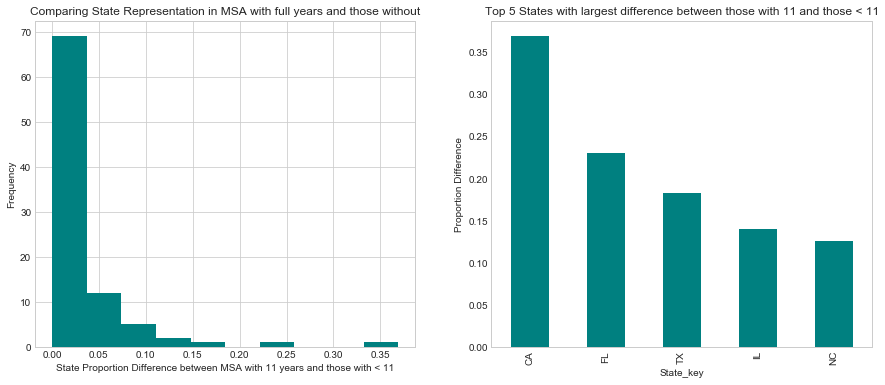 Comparing State Representation in MSA with full years and those without
70
60
50
40
30
20
10
0
Frequency
0.00 0.05 0.10 0.15 0.20 0.25 0.30 0.35
State Proportion Difference between MSA with 11 years and those with < 11
Top 5 States with largest difference between those with 11 and those < 11
0.35
0.30
0.25
0.20
0.15
0.10
0.05
0.00
Proportion Difference
CA FL TX IL NC
State_key